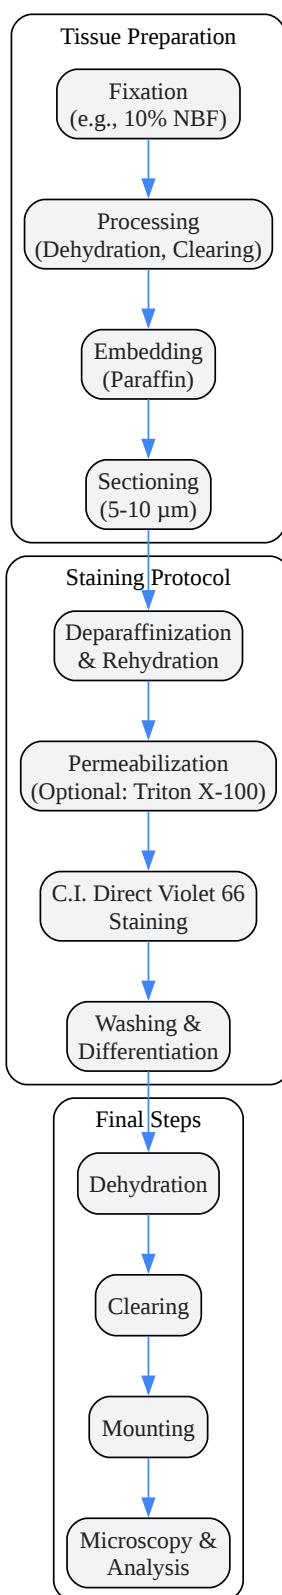 Tissue Preparation
Fixation
(e.g., 10% NBF)
Processing
(Dehydration, Clearing)
Embedding
(Paraffin)
Sectioning
(5-10 µm)
Staining Protocol
Deparaffinization
& Rehydration
Permeabilization
(Optional: Triton X-100)
C.I. Direct Violet 66
Staining
Washing &
Differentiation
Final Steps
Dehydration
Clearing
Mounting
Microscopy &
Analysis